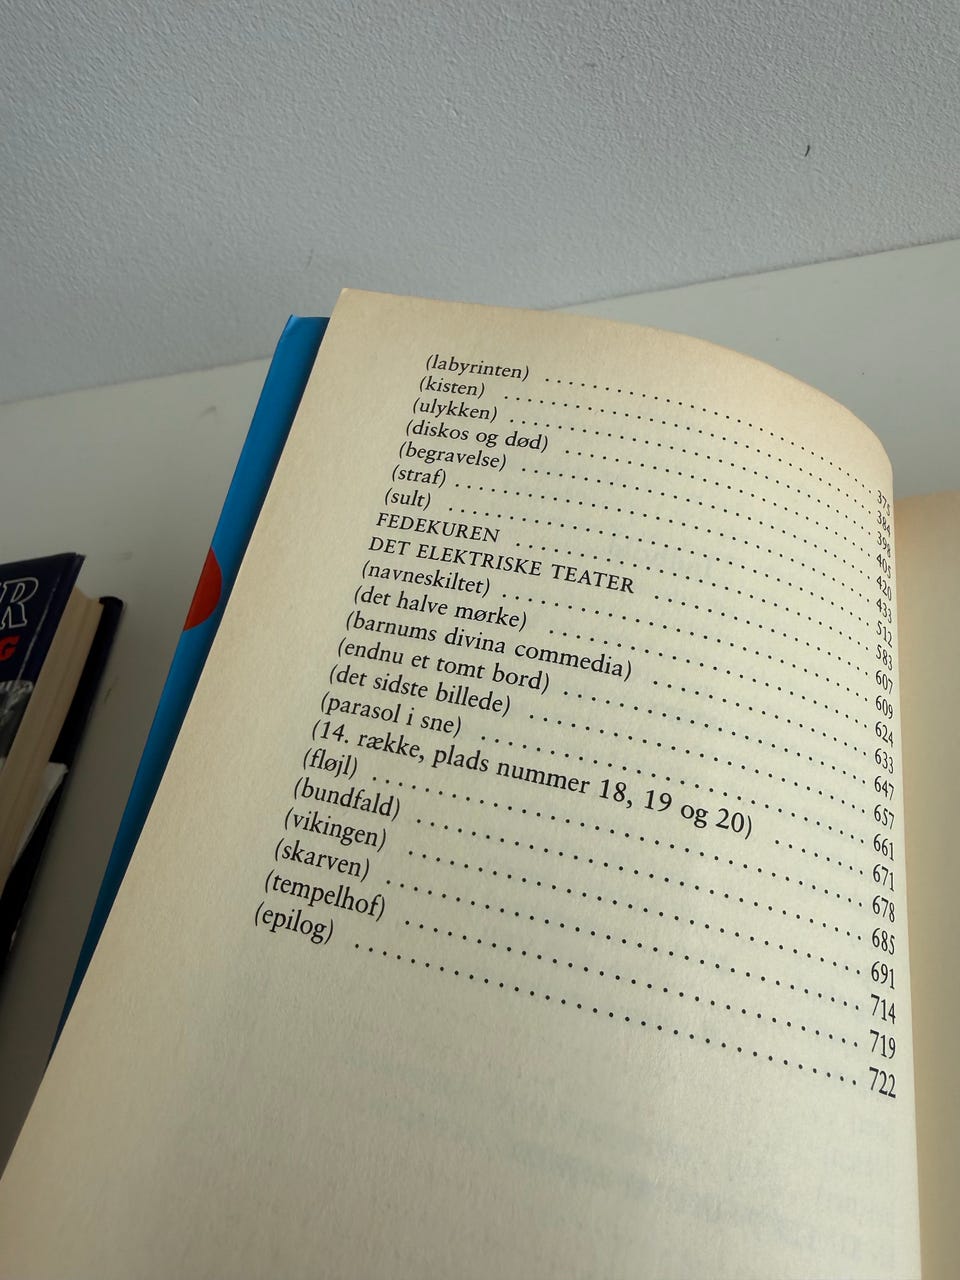 (labyrinten) . . . . . . . . . . . . . . . . . . . . 375
(kisten) . . . . . . . . . . . . . . . . . . . . 384
(ulykken) . . . . . . . . . . . . . . . . . . . . 398
(diskos og død) . . . . . . . . . . . . . . . . . . . . 405
(begravelse) . . . . . . . . . . . . . . . . . . . . 420
(straf) . . . . . . . . . . . . . . . . . . . . 433
(sult) . . . . . . . . . . . . . . . . . . . . 512
FEDEKUREN . . . . . . . . . . . . . . . . . . . . 583
DET ELEKTRISKE TEATER . . . . . . . . . . . . . . . 607
(navneskiltet) . . . . . . . . . . . . . . . . . . . . 609
(det halve mørke) . . . . . . . . . . . . . . . . . . . . 624
(barnums divina commedia) . . . . . . . . . . . . . . . 633
(endnu et tomt bord) . . . . . . . . . . . . . . . . . . . . 647
(det sidste billede) . . . . . . . . . . . . . . . . . . . . 657
(parasol i sne) . . . . . . . . . . . . . . . . . . . . 661
(14. række, plads nummer 18, 19 og 20) . . . . . . . 671
(fløjl) . . . . . . . . . . . . . . . . . . . . 678
(bundfald) . . . . . . . . . . . . . . . . . . . . 685
(vikingen) . . . . . . . . . . . . . . . . . . . . 691
(skarven) . . . . . . . . . . . . . . . . . . . . 714
(tempelhof) . . . . . . . . . . . . . . . . . . . . 719
(epilog) . . . . . . . . . . . . . . . . . . . . 722